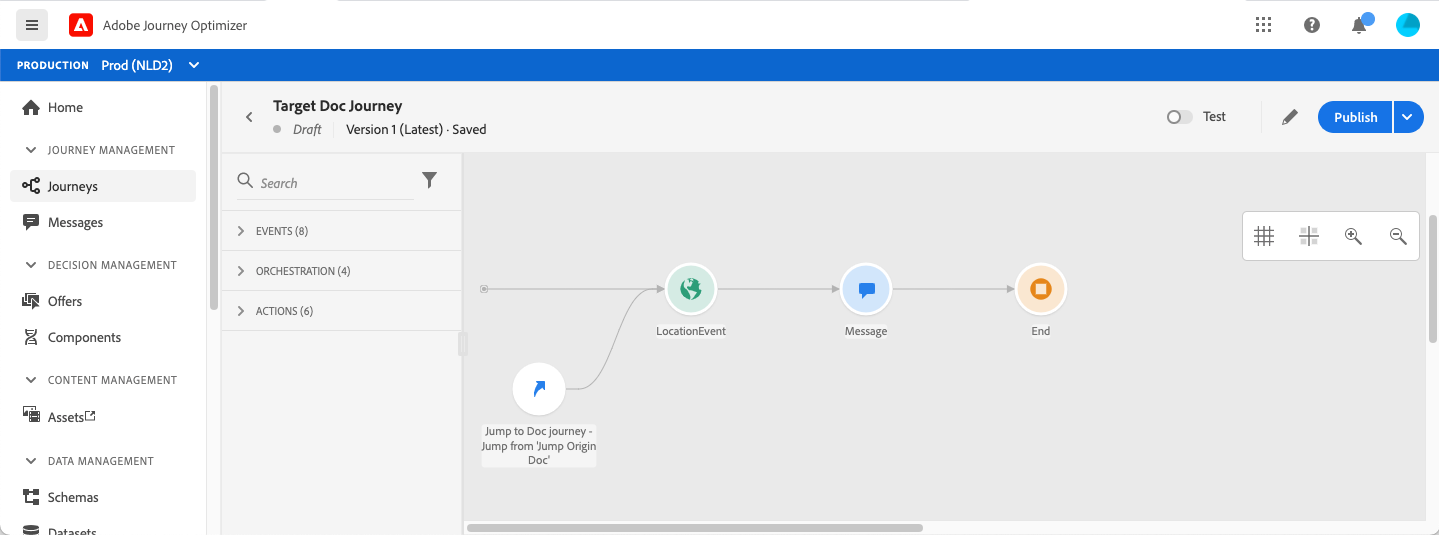 Adobe Journey Optimizer
PRODUCTION Prod (NLD2)
Home
JOURNEY MANAGEMENT
Journeys
Messages
DECISION MANAGEMENT
Offers
Components
CONTENT MANAGEMENT
Assets
DATA MANAGEMENT
Schemas
Datasets
Target Doc Journey
Draft Version 1 (Latest) · Saved
Test
Publish
Search
EVENTS (8)
ORCHESTRATION (4)
ACTIONS (6)
LocationEvent
Message
End
Jump to Doc journey -
Jump from 'Jump Origin
Doc'